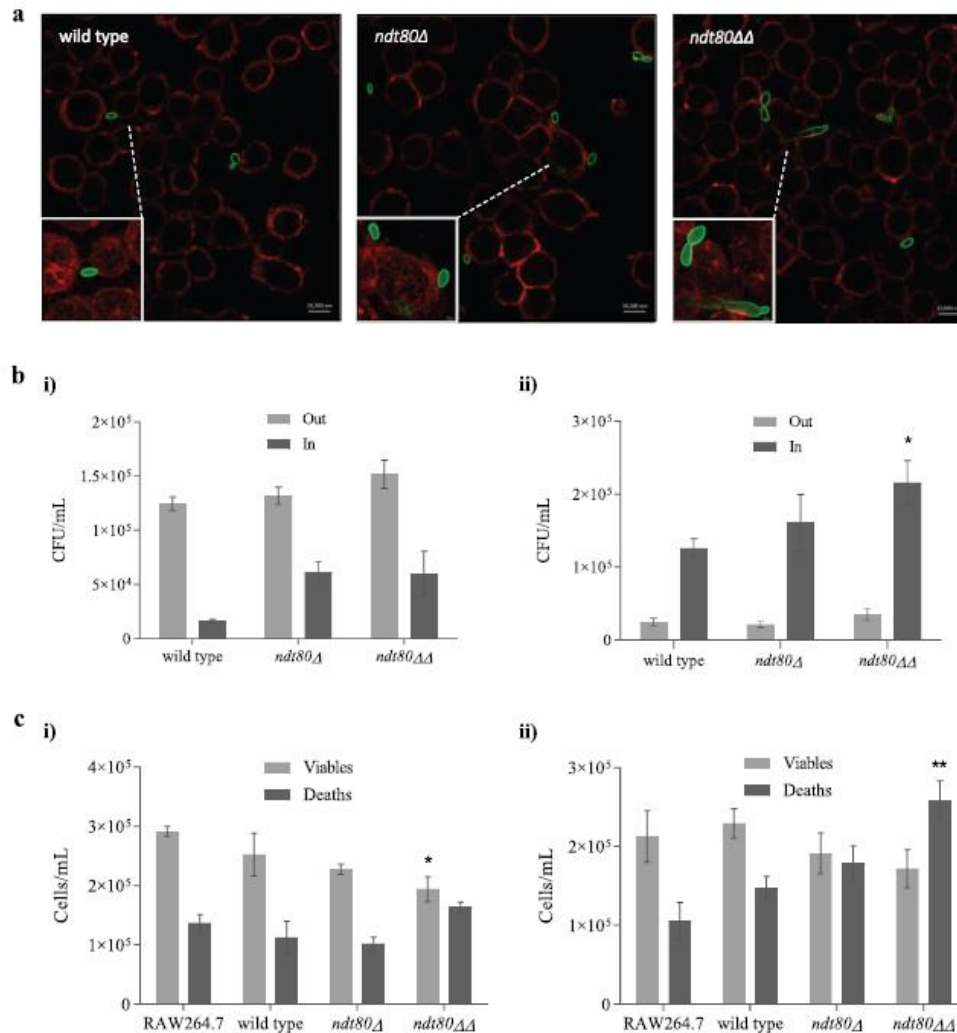 a
wild type
ndt80Δ
ndt80ΔΔ
b
i)
Out
In
2×10⁵
1.5×10⁵
1×10⁵
5×10⁴
0
CFU/mL
wild type
ndt80Δ
ndt80ΔΔ
ii)
Out
In
*
3×10⁵
2×10⁵
1×10⁵
0
CFU/mL
wild type
ndt80Δ
ndt80ΔΔ
c
i)
Viables
Deaths
*
4×10⁵
3×10⁵
2×10⁵
1×10⁵
0
Cells/mL
RAW264.7
wild type
ndt80Δ
ndt80ΔΔ
ii)
Viables
Deaths
**
3×10⁵
2×10⁵
1×10⁵
0
Cells/mL
RAW264.7
wild type
ndt80Δ
ndt80ΔΔ